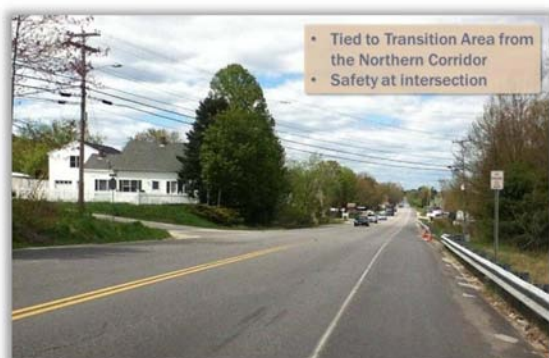 • Tied to Transition Area from
the Northern Corridor
• Safety at intersection